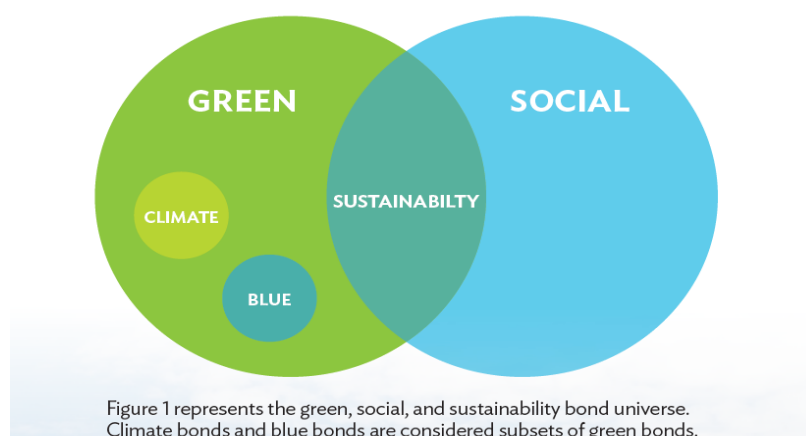 GREEN
SOCIAL
SUSTAINABILTY
CLIMATE
BLUE
Figure 1 represents the green, social, and sustainability bond universe.
Climate bonds and blue bonds are considered subsets of green bonds.